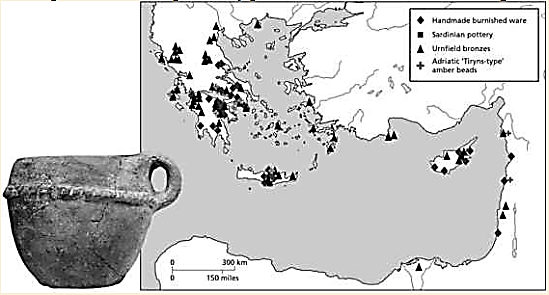 Handmade burnished ware
Sardinian pottery
Urnfield bronzes
Adriatic 'Tiryns-type'
amber beads
0 300 km
0 150 miles